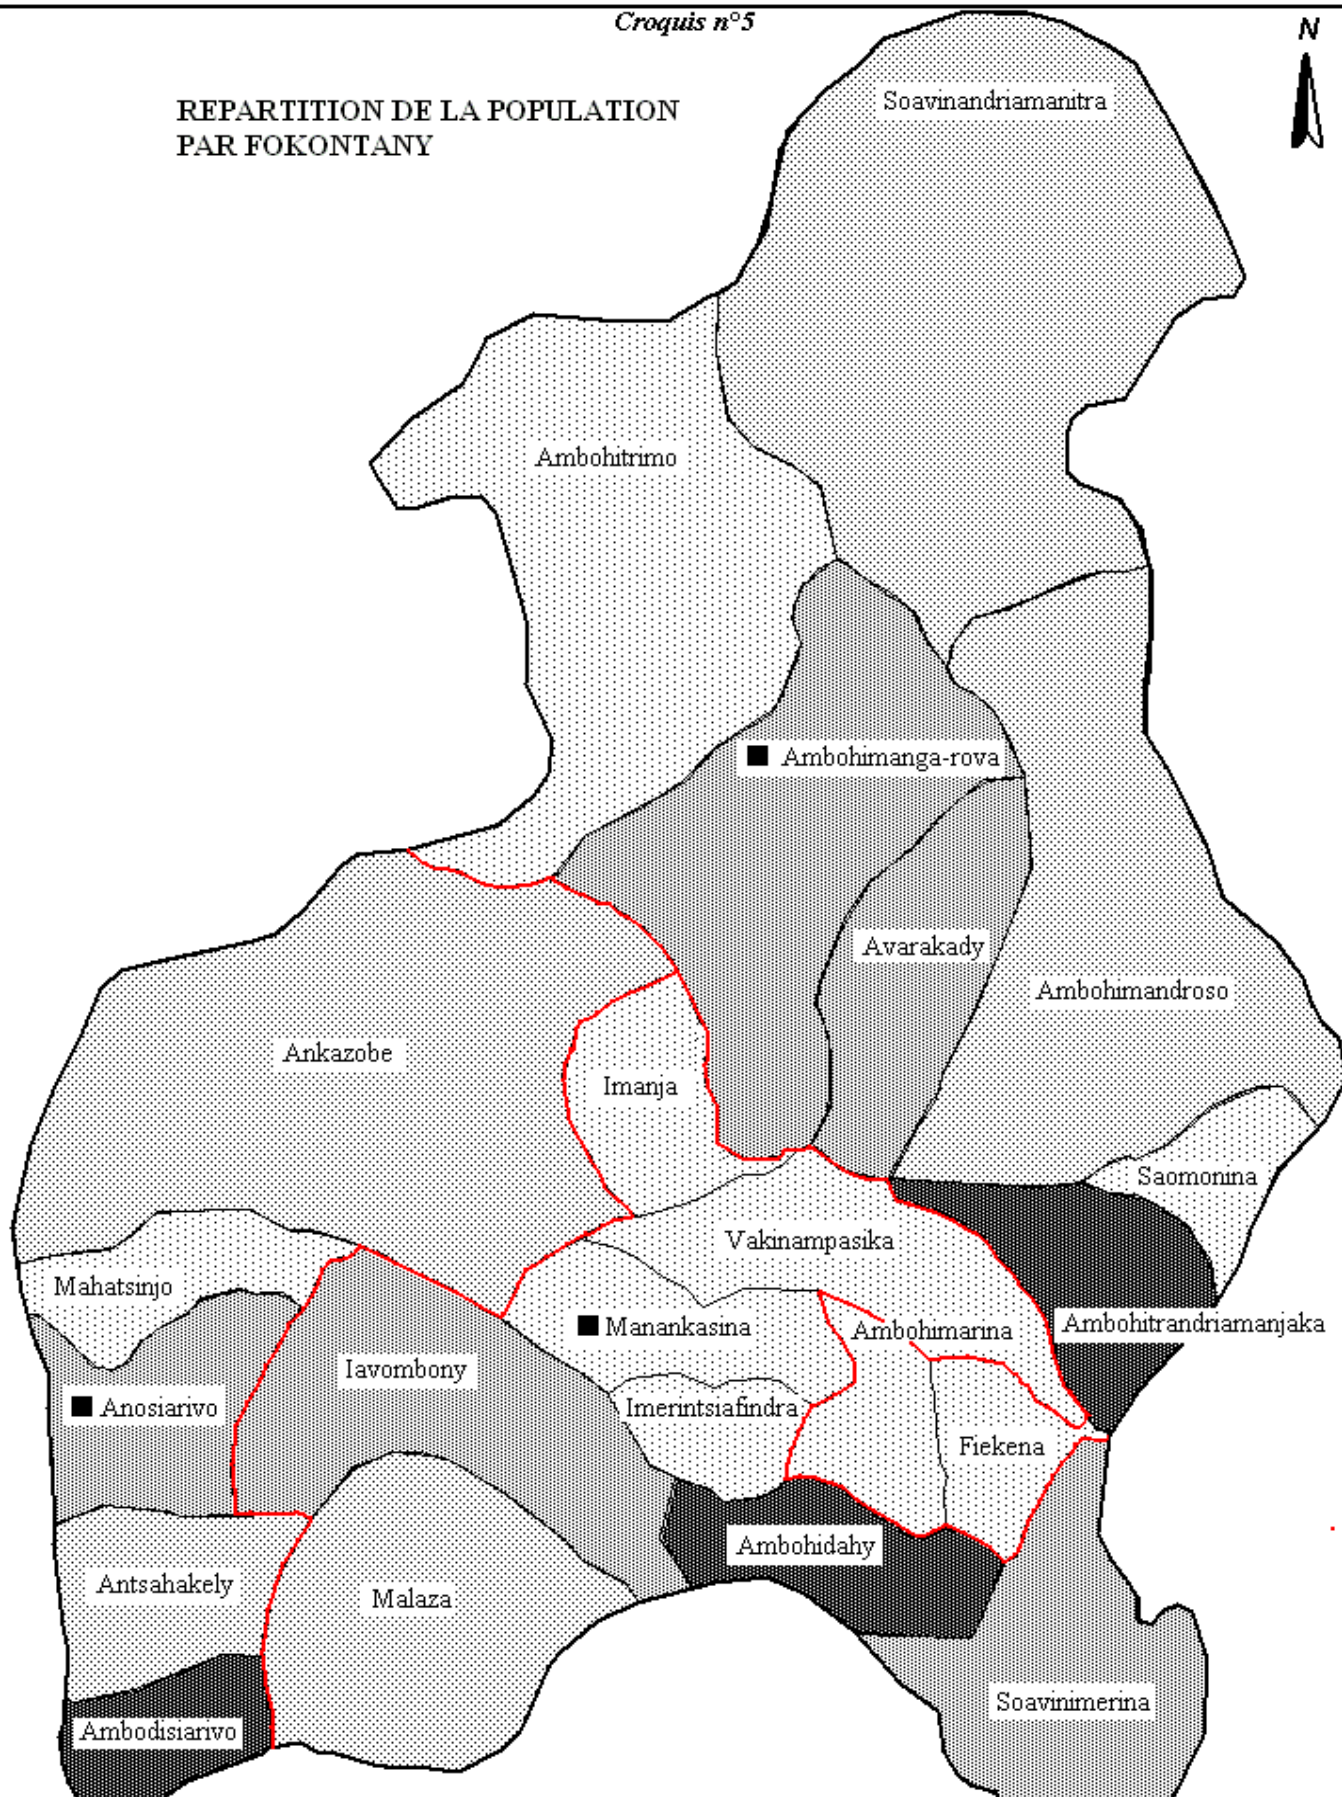 Croquis n°5
N
REPARTITION DE LA POPULATION
PAR FOKONTANY
Soavinandriamanitra
Ambohitrimo
Ambohimanga-rova
Avarakady
Ambohimandroso
Ankazobe
Imanja
Saomonina
Vakinampasika
Mahatsinjo
Manankasina
Ambohimarina
Ambohitrandriamanjaka
Iavombony
Anosiarivo
Imerintsiafindra
Fiekena
Ambohidahy
Antsahakely
Malaza
Soavinimerina
Ambodisiarivo